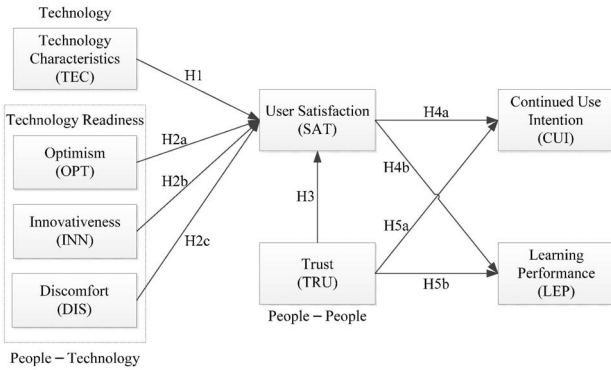 Technology
Technology
Characteristics
(TEC)
H1
Technology Readiness
Optimism
(OPT)
H2a
Innovativeness
(INN)
H2b
Discomfort
(DIS)
H2c
People – Technology
User Satisfaction
(SAT)
H3
Trust
(TRU)
People – People
H4a
H4b
H5a
H5b
Continued Use
Intention
(CUI)
Learning
Performance
(LEP)